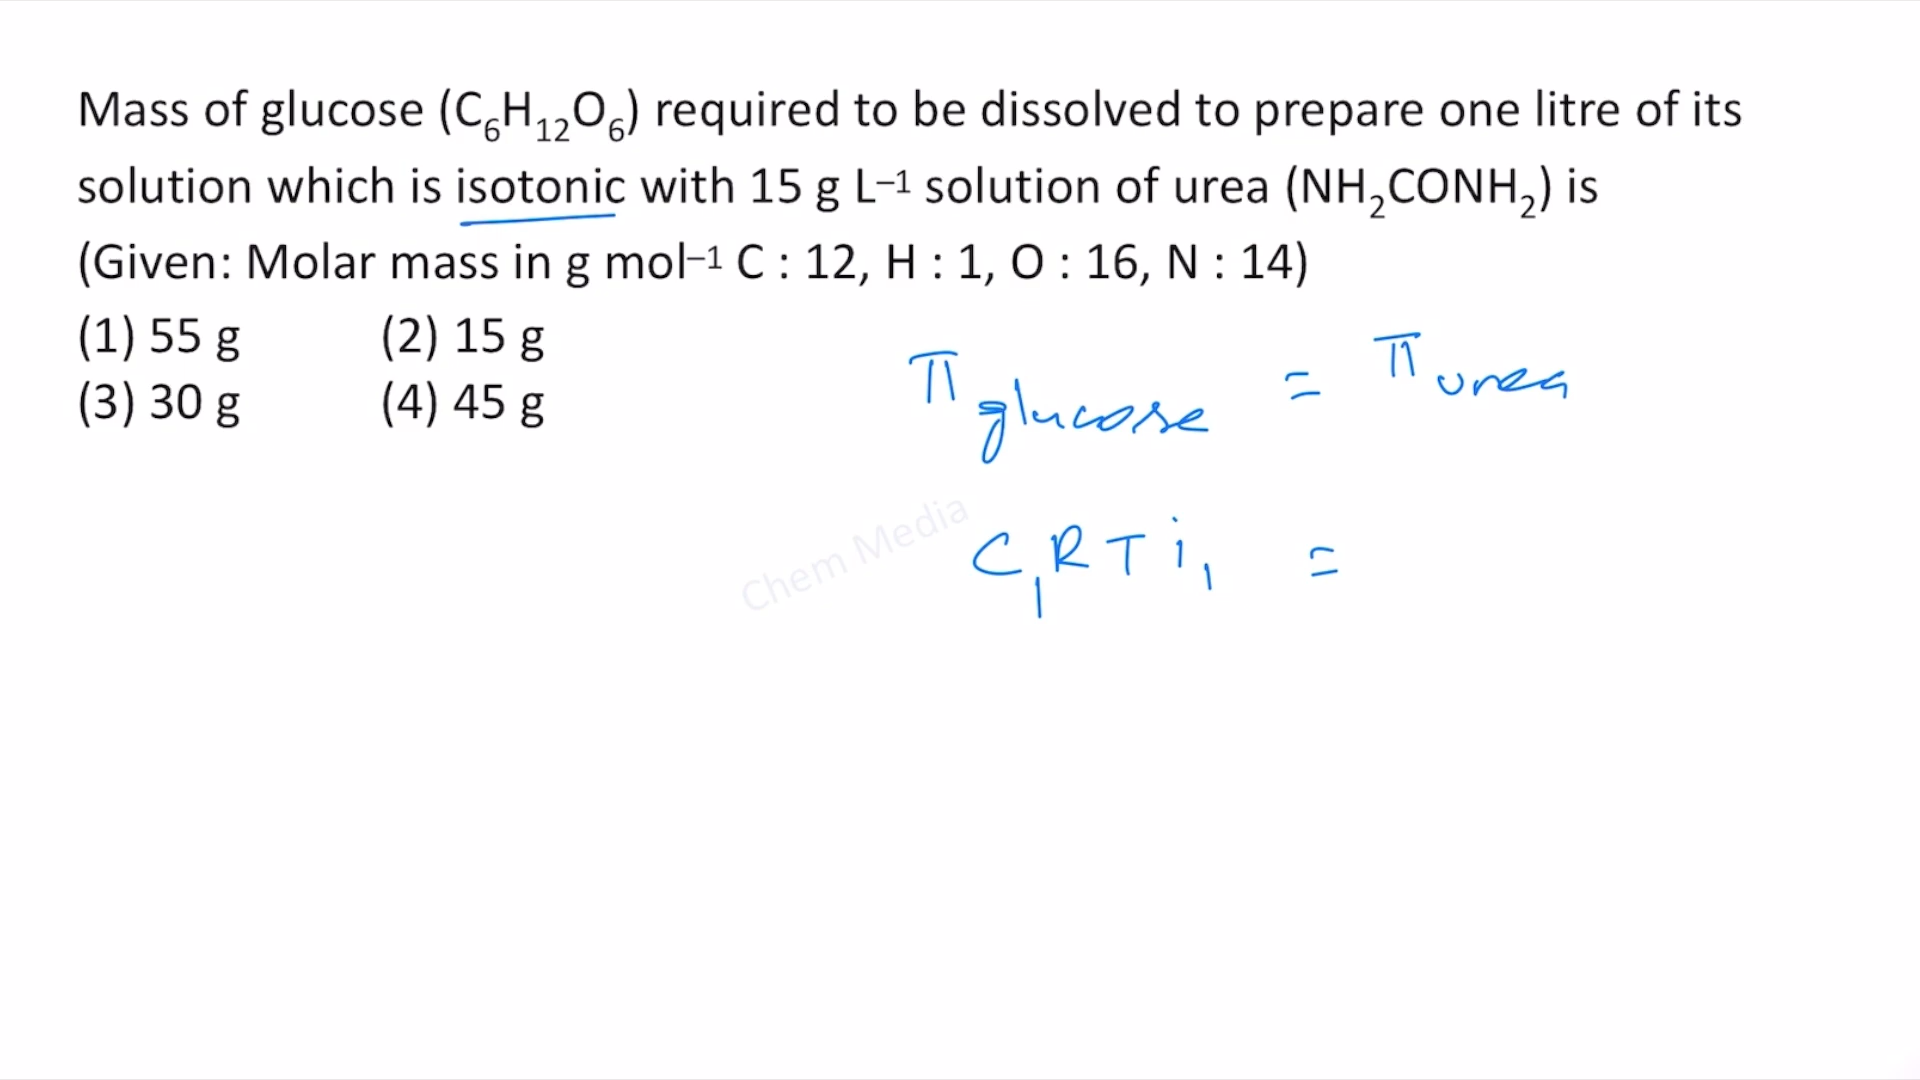 Mass of glucose (C₆H₁₂O₆) required to be dissolved to prepare one litre of its
solution which is isotonic with 15 g L⁻¹ solution of urea (NH₂CONH₂) is
(Given: Molar mass in g mol⁻¹ C : 12, H : 1, O : 16, N : 14)
(1) 55 g (2) 15 g
(3) 30 g (4) 45 g
π glucose = π urea
C₁RTi₁ =
Chem Media